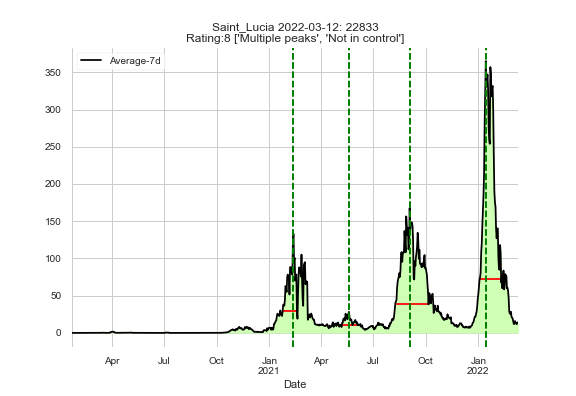 Saint_Lucia 2022-03-12: 22833
Rating:8 ['Multiple peaks', 'Not in control']
Average-7d
350
300
250
200
150
100
50
0
Apr Jul Oct Jan Apr Jul Oct Jan
2021 2022
Date